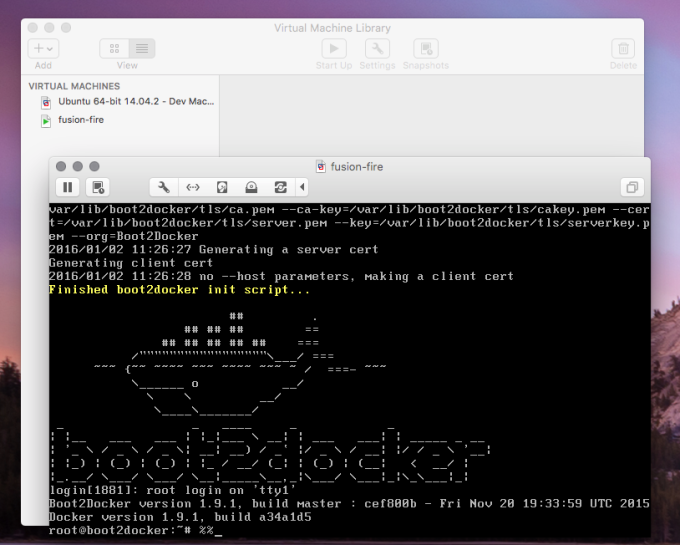 Virtual Machine Library
Add
View
Start Up
Settings
Snapshots
Delete
VIRTUAL MACHINES
Ubuntu 64-bit 14.04.2 - Dev Mac...
fusion-fire
fusion-fire
var/lib/boot2docker/tls/ca.pem --ca-key=/var/lib/boot2docker/tls/cakey.pem --cer
t=/var/lib/boot2docker/tls/server.pem --key=/var/lib/boot2docker/tls/serverkey.p
em --org=Boot2Docker
2016/01/02 11:26:27 Generating a server cert
Generating client cert
2016/01/02 11:26:28 no --host parameters, making a client cert
Finished boot2docker init script...
boot2docker
login[1881]: root login on 'tty1'
Boot2Docker version 1.9.1, build master : cef800b - Fri Nov 20 19:33:59 UTC 2015
Docker version 1.9.1, build a34a1d5
root@boot2docker:~# %%_